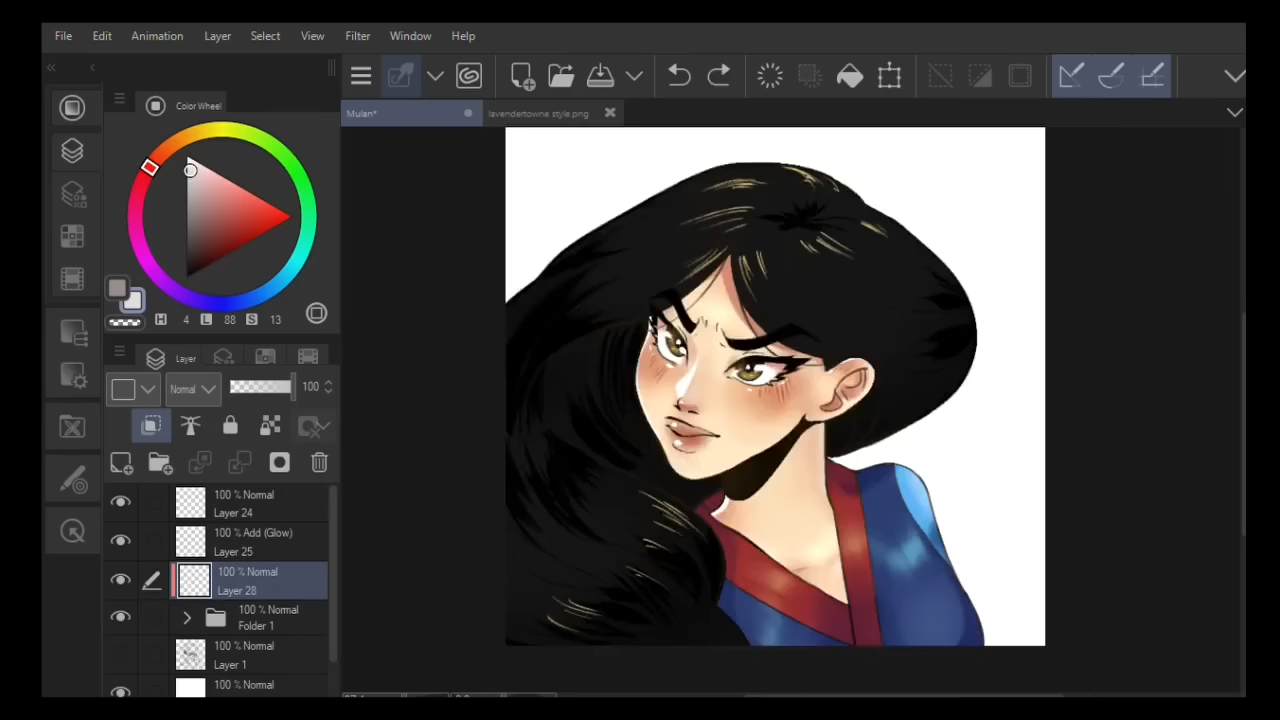 File Edit Animation Layer Select View Filter Window Help
Color Wheel
Mulan* lavendertowne style.png
H 4 L 88 S 13
Layer
Normal 100
100 % Normal
Layer 24
100 % Add (Glow)
Layer 25
100 % Normal
Layer 28
100 % Normal
Folder 1
100 % Normal
Layer 1
100 % Normal